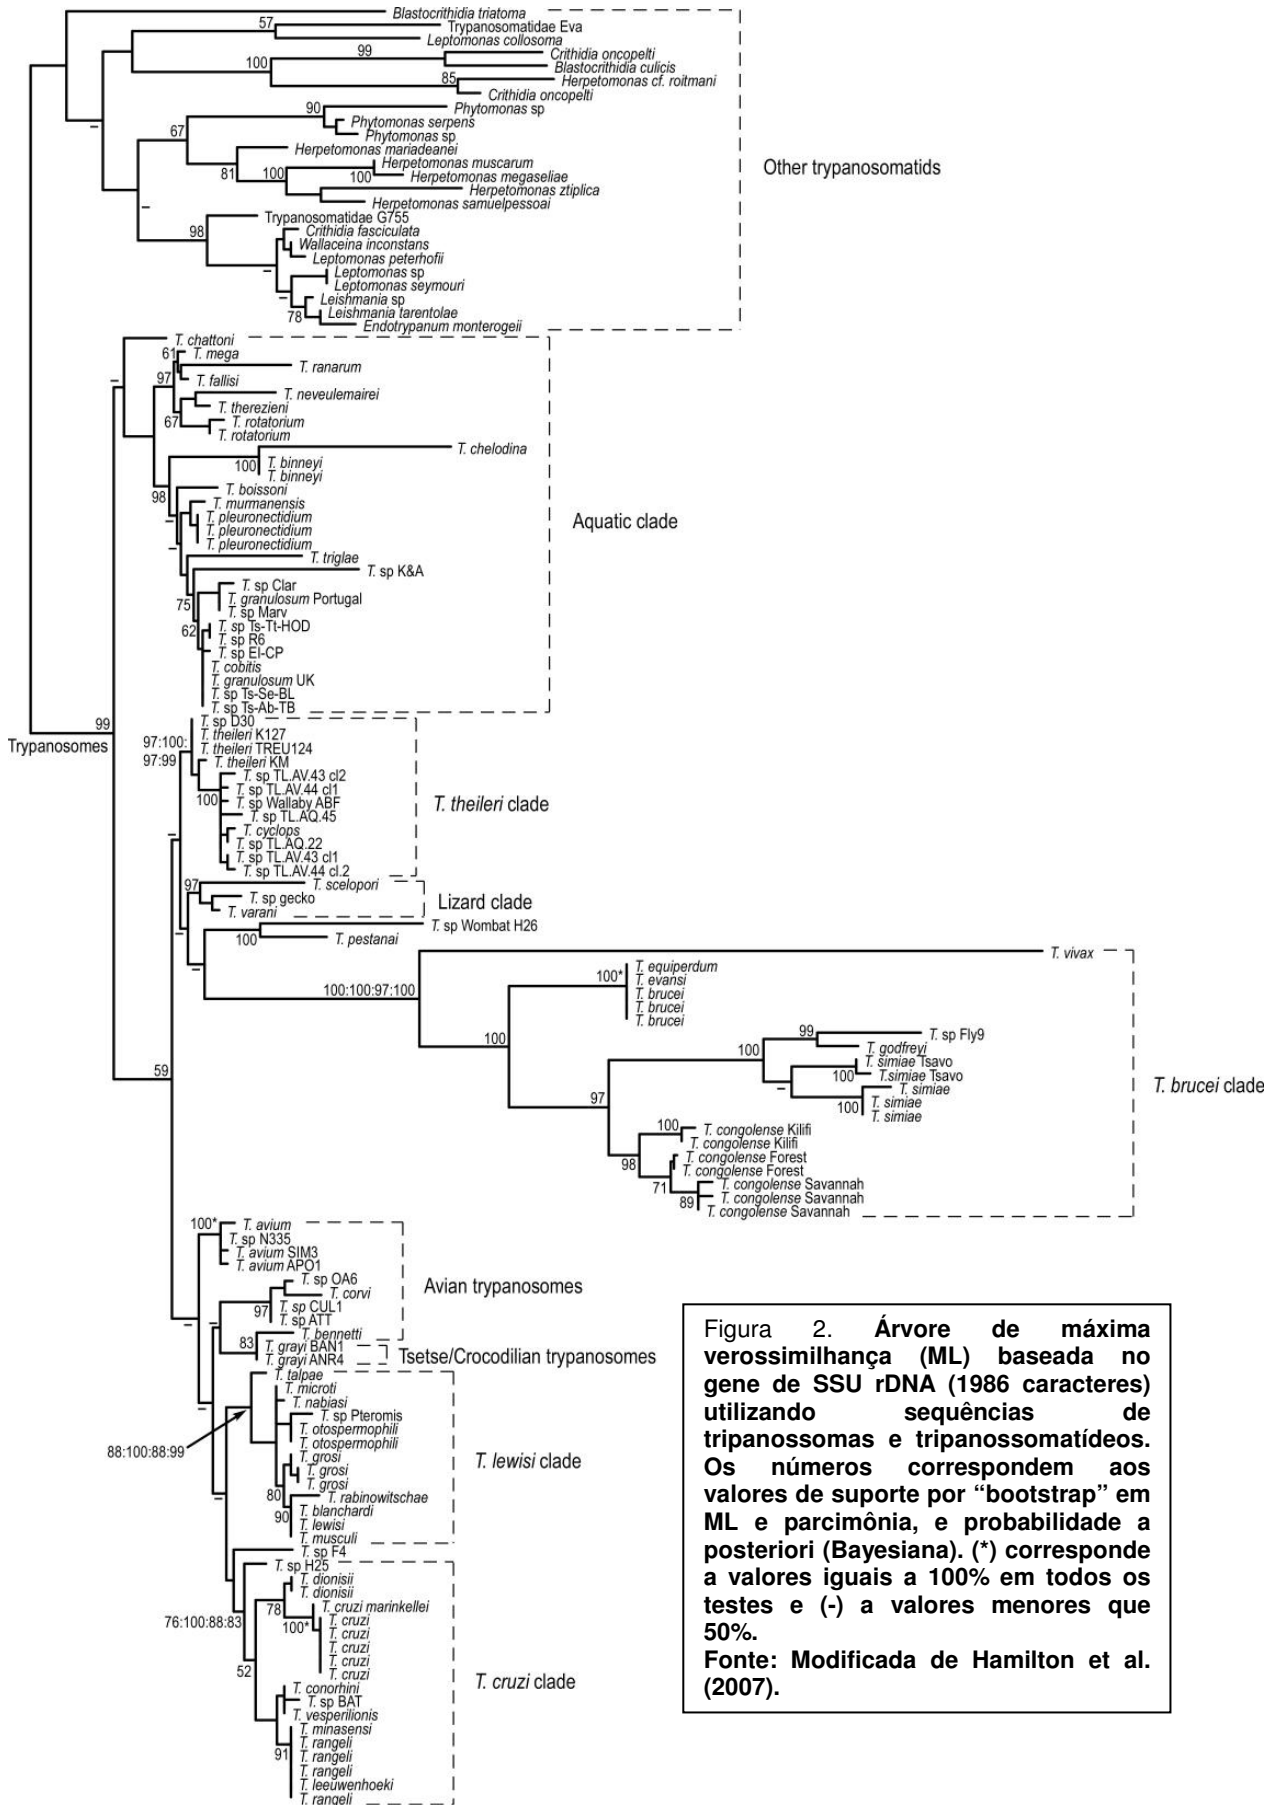 Blastocrithidia triatoma
57
Trypanosomatidae Eva
Leptomonas collosoma
99
Crithidia oncopelti
100
Blastocrithidia culicis
85
Herpetomonas cf. roitmani
Crithidia oncopelti
90
Phytomonas sp
67
Phytomonas serpens
Phytomonas sp
Herpetomonas mariadeanei
81
100
Herpetomonas muscarum
100
Herpetomonas megaseliae
Herpetomonas ztiplica
Herpetomonas samuelpessoai
Other trypanosomatids
98
Trypanosomatidae G755
Crithidia fasciculata
Wallaceina inconstans
Leptomonas peterhofii
Leptomonas sp
Leptomonas seymouri
Leishmania sp
78
Leishmania tarentolae
Endotrypanum monterogeii
T. chattoni
61
T. mega
97
T. ranarum
T. fallisi
T. neveulemairei
67
T. therezieni
T. rotatorium
T. rotatorium
T. chelodina
100
T. binneyi
T. binneyi
98
T. boissoni
T. murmanensis
T. pleuronectidium
T. pleuronectidium
T. pleuronectidium
Aquatic clade
T. triglae
T. sp K&A
75
T. sp Clar
T. granulosum Portugal
T. sp Marv
62
T. sp Ts-Tt-HOD
T. sp R6
T. sp EI-CP
T. cobitis
T. granulosum UK
T. sp Ts-Se-BL
T. sp Ts-Ab-TB
99
Trypanosomes
97:100:
97:99
T. sp D30
T. theileri K127
T. theileri TREU124
T. theileri KM
100
T. sp TL.AV.43 cl2
T. sp TL.AV.44 cl1
T. sp Wallaby ABF
T. sp TL.AQ.45
T. cyclops
T. sp TL.AQ.22
T. sp TL.AV.43 cl1
T. sp TL.AV.44 cl.2
T. theileri clade
97
T. scelopori
T. sp gecko
T. varani
Lizard clade
100
T. sp Wombat H26
T. pestanai
100:100:97:100
T. vivax
100*
T. equiperdum
T. evansi
T. brucei
T. brucei
T. brucei
100
99
T. sp Fly9
100
T. godfreyi
100
T. simiae Tsavo
T.simiae Tsavo
100
T. simiae
T. simiae
T. simiae
T. brucei clade
97
100
T. congolense Kilifi
T. congolense Kilifi
98
T. congolense Forest
71
T. congolense Forest
89
T. congolense Savannah
T. congolense Savannah
T. congolense Savannah
59
100*
T. avium
T. sp N335
T. avium SIM3
T. avium APO1
T. sp OA6
97
T. corvi
T. sp CUL1
T. sp ATT
Avian trypanosomes
83
T. bennetti
T. grayi BAN1
T. grayi ANR4
Tsetse/Crocodilian trypanosomes
88:100:88:99
T. talpae
T. microti
T. nabiasi
T. sp Pteromis
T. otospermophili
T. otospermophili
T. grosi
T. grosi
80
T. grosi
90
T. rabinowitschae
T. blanchardi
T. lewisi
T. musculi
T. lewisi clade
T. sp F4
76:100:88:83
T. sp H25
T. dionisii
78
T. dionisii
100*
T. cruzi marinkellei
T. cruzi
T. cruzi
T. cruzi
T. cruzi
T. cruzi
52
T. conorhini
T. sp BAT
T. vesperilionis
91
T. minasensi
T. rangeli
T. rangeli
T. rangeli
T. leeuwenhoeki
T. rangeli
T. cruzi clade
Figura 2. Árvore de máxima
verossimilhança (ML) baseada no
gene de SSU rDNA (1986 caracteres)
utilizando sequências de
tripanossomas e tripanossomatídeos.
Os números correspondem aos
valores de suporte por “bootstrap” em
ML e parcimônia, e probabilidade a
posteriori (Bayesiana). (*) corresponde
a valores iguais a 100% em todos os
testes e (-) a valores menores que
50%.
Fonte: Modificada de Hamilton et al.
(2007).